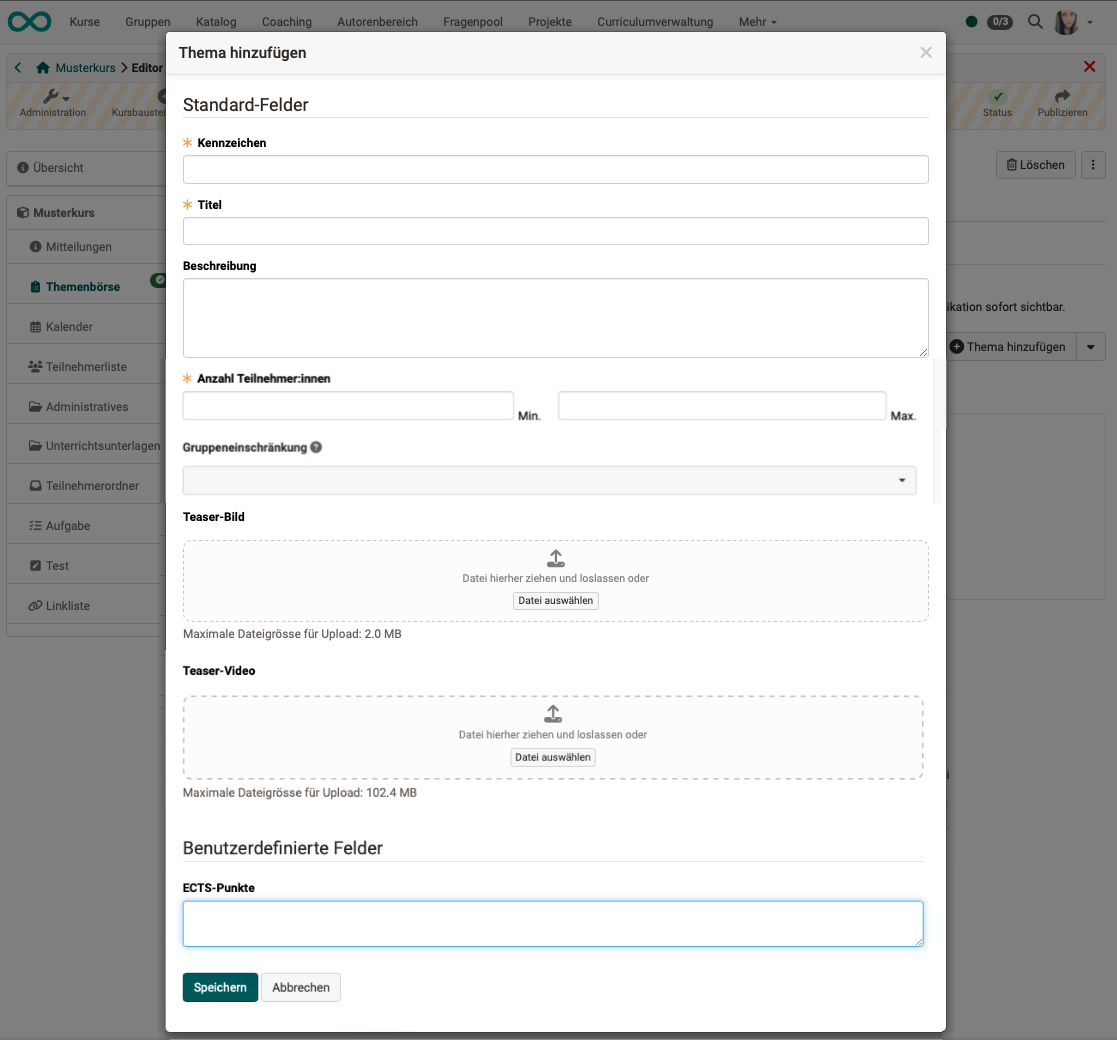 Kurse Gruppen Katalog Coaching Autorenbereich Fragenpool Projekte Curriculumverwaltung Mehr 0/3
Thema hinzufügen ×
Musterkurs Editor
Administration Kursbaustei
Status Publizieren
Übersicht
Löschen
Musterkurs
Mitteilungen
Themenbörse
Kalender
Teilnehmerliste
Administratives
Unterrichtsunterlagen
Teilnehmerordner
Aufgabe
Test
Linkliste
ikation sofort sichtbar.
Thema hinzufügen
Standard-Felder
Kennzeichen
Titel
Beschreibung
Anzahl Teilnehmer:innen
Min. Max.
Gruppeneinschränkung
Teaser-Bild
Datei hierher ziehen und loslassen oder
Datei auswählen
Maximale Dateigrösse für Upload: 2.0 MB
Teaser-Video
Datei hierher ziehen und loslassen oder
Datei auswählen
Maximale Dateigrösse für Upload: 102.4 MB
Benutzerdefinierte Felder
ECTS-Punkte
Speichern Abbrechen